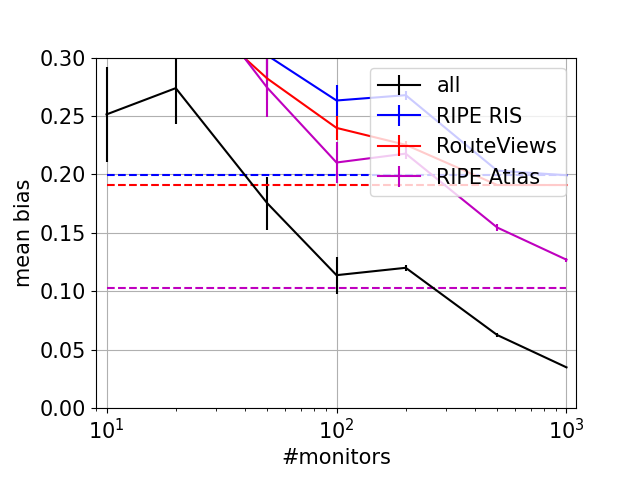 0.30
0.25
0.20
0.15
0.10
0.05
0.00
mean bias
10^1
10^2
10^3
#monitors
all
RIPE RIS
RouteViews
RIPE Atlas